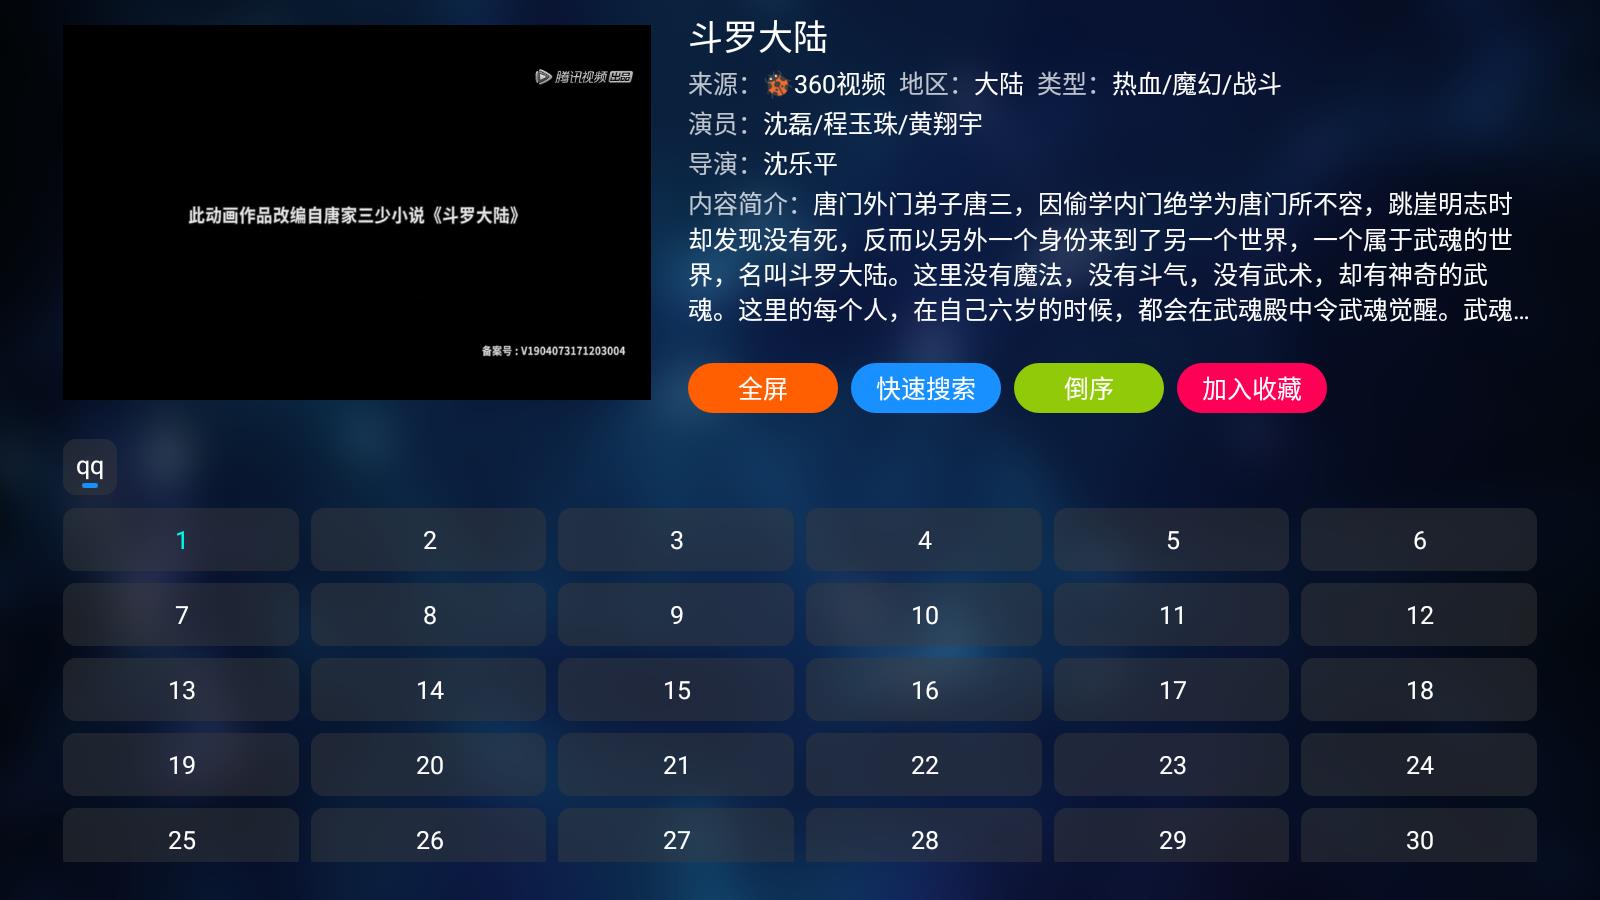 腾讯视频 出品
此动画作品改编自唐家三少小说《斗罗大陆》
备案号：V1904073171203004
斗罗大陆
来源：360视频 地区：大陆 类型：热血/魔幻/战斗
演员：沈磊/程玉珠/黄翔宇
导演：沈乐平
内容简介：唐门外门弟子唐三，因偷学内门绝学为唐门所不容，跳崖明志时
却发现没有死，反而以另外一个身份来到了另一个世界，一个属于武魂的世
界，名叫斗罗大陆。这里没有魔法，没有斗气，没有武术，却有神奇的武
魂。这里的每个人，在自己六岁的时候，都会在武魂殿中令武魂觉醒。武魂...
全屏 快速搜索 倒序 加入收藏
qq
1 2 3 4 5 6
7 8 9 10 11 12
13 14 15 16 17 18
19 20 21 22 23 24
25 26 27 28 29 30